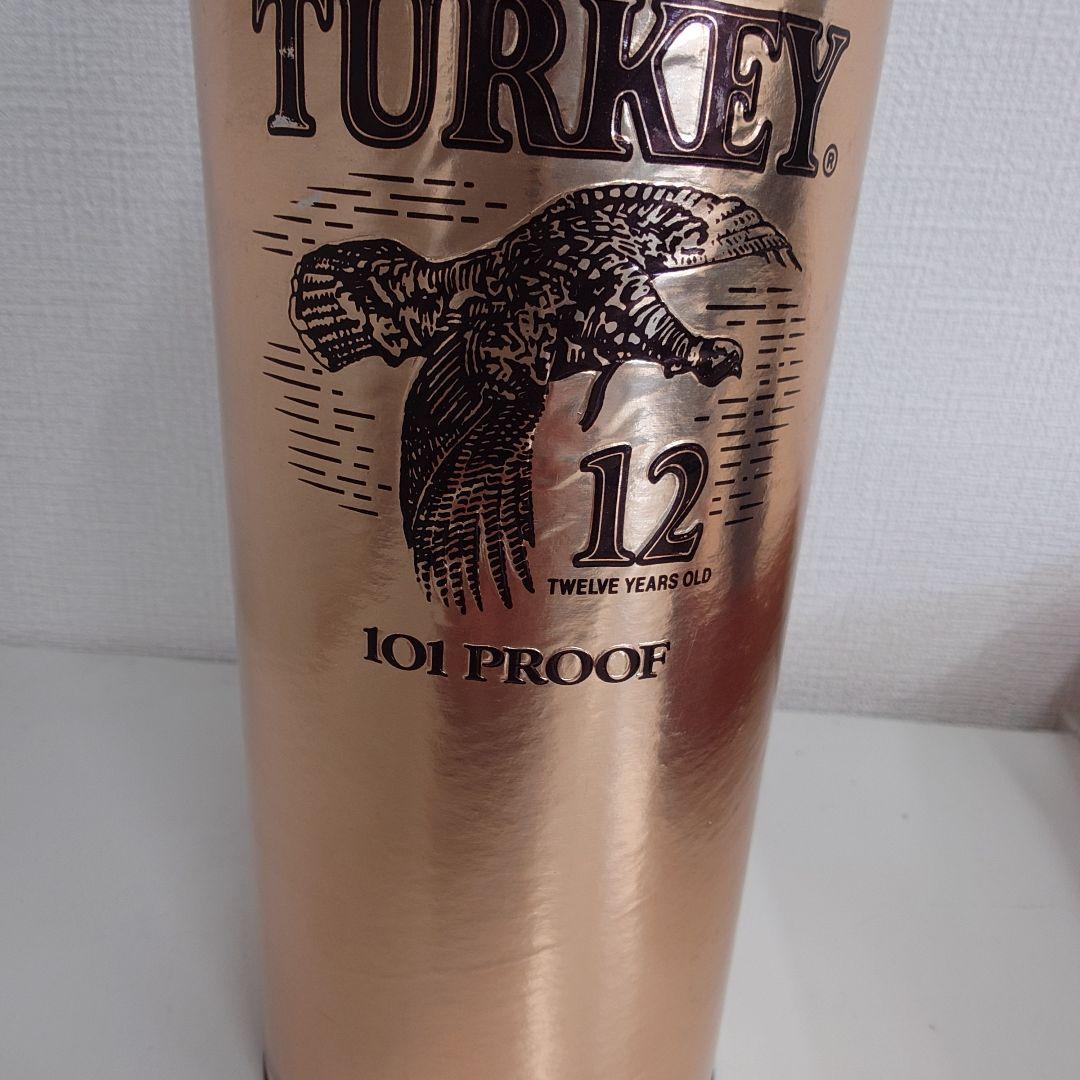 TURKEY®
12
TWELVE YEARS OLD
101 PROOF